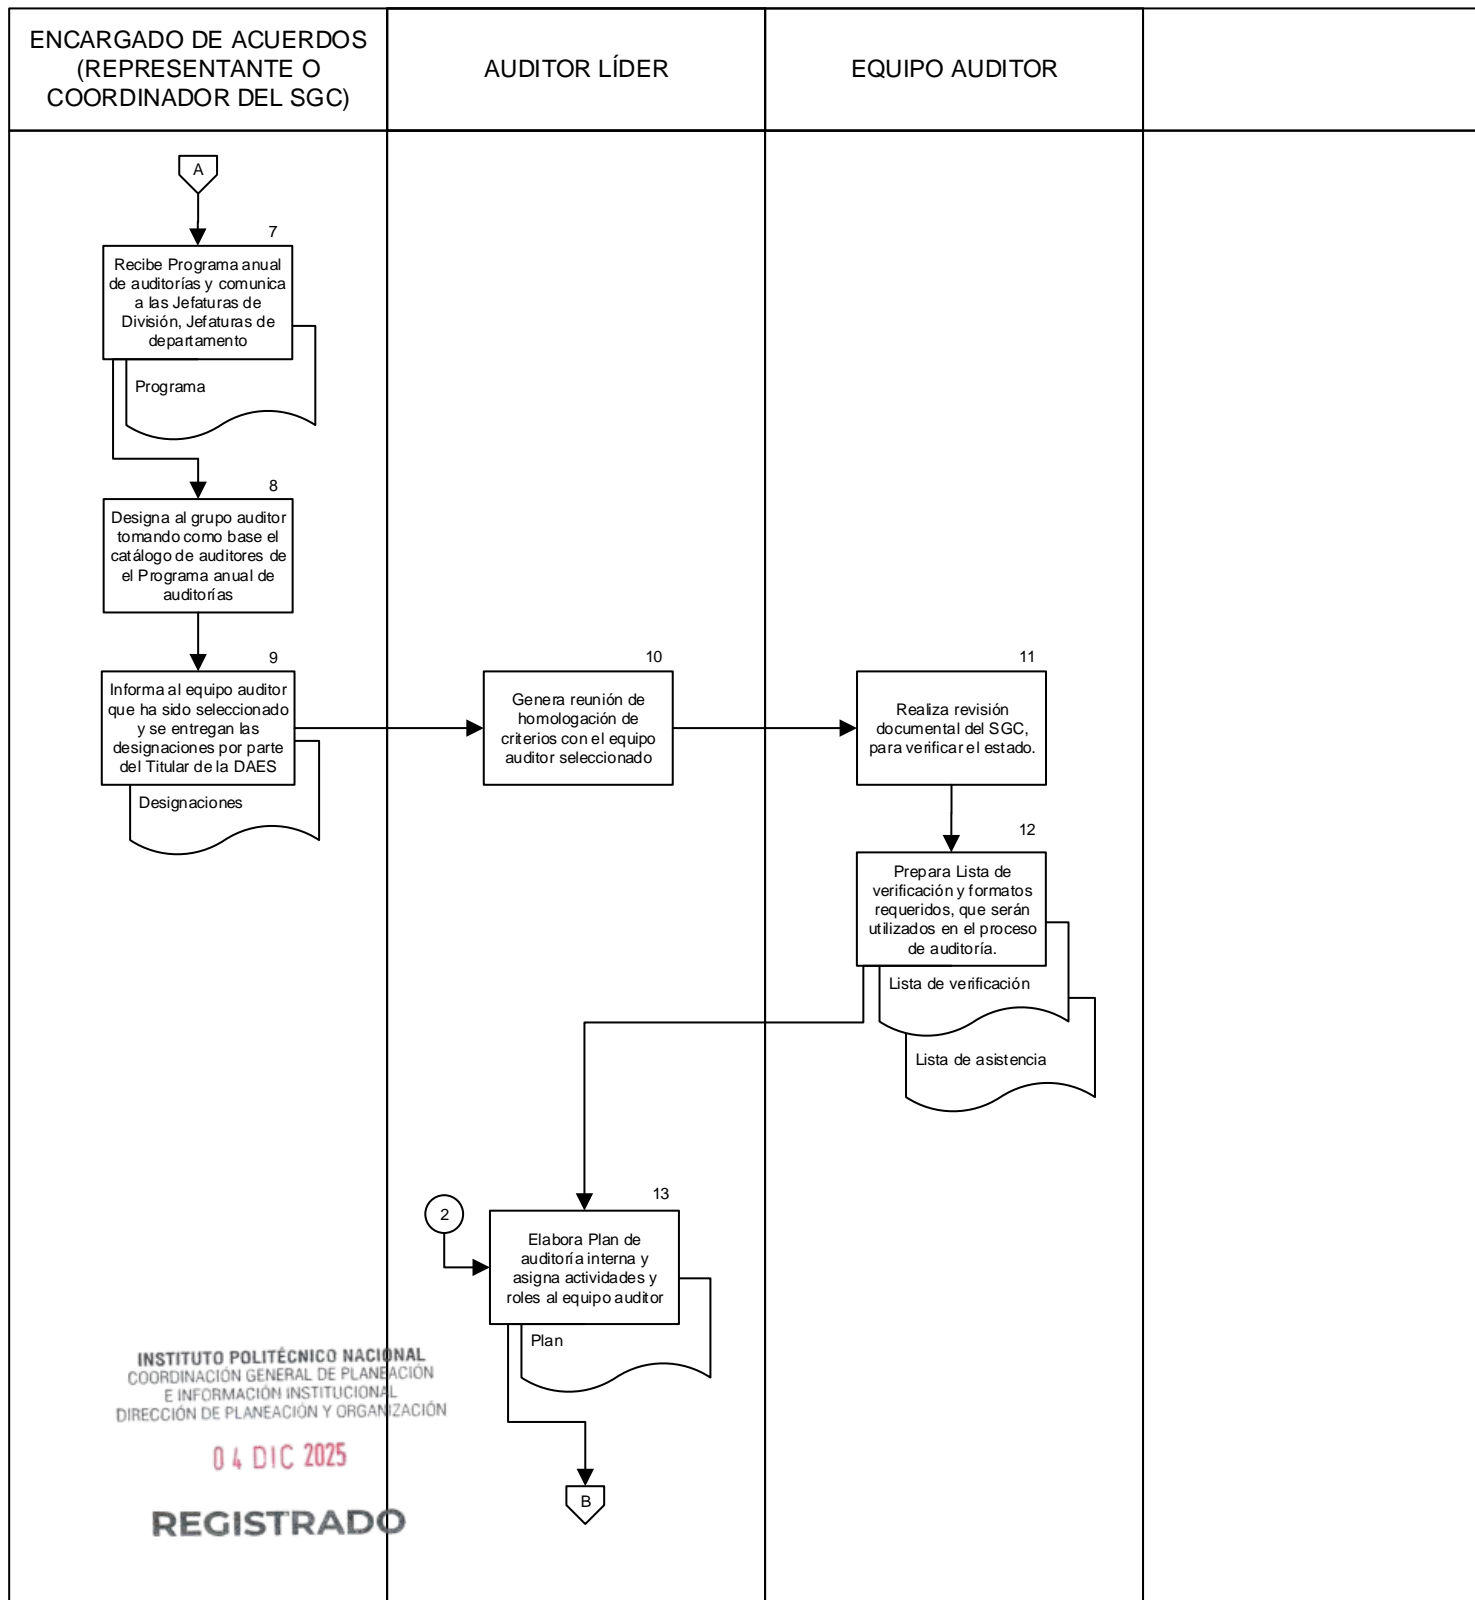 ENCARGADO DE ACUERDOS
(REPRESENTANTE O
COORDINADOR DEL SGC)
AUDITOR LÍDER
EQUIPO AUDITOR
A
7
Recibe Programa anual
de auditorías y comunica
a las Jefaturas de
División, Jefaturas de
departamento
Programa
8
Designa al grupo auditor
tomando como base el
catálogo de auditores de
el Programa anual de
auditorías
9
Informa al equipo auditor
que ha sido seleccionado
y se entregan las
designaciones por parte
del Titular de la DAES
Designaciones
10
Genera reunión de
homologación de
criterios con el equipo
auditor seleccionado
11
Realiza revisión
documental del SGC,
para verificar el estado.
12
Prepara Lista de
verificación y formatos
requeridos, que serán
utilizados en el proceso
de auditoría.
Lista de verificación
Lista de asistencia
2
13
Elabora Plan de
auditoría interna y
asigna actividades y
roles al equipo auditor
Plan
B
INSTITUTO POLITÉCNICO NACIONAL
COORDINACIÓN GENERAL DE PLANEACIÓN
E INFORMACIÓN INSTITUCIONAL
DIRECCIÓN DE PLANEACIÓN Y ORGANIZACIÓN
04 DIC 2025
REGISTRADO